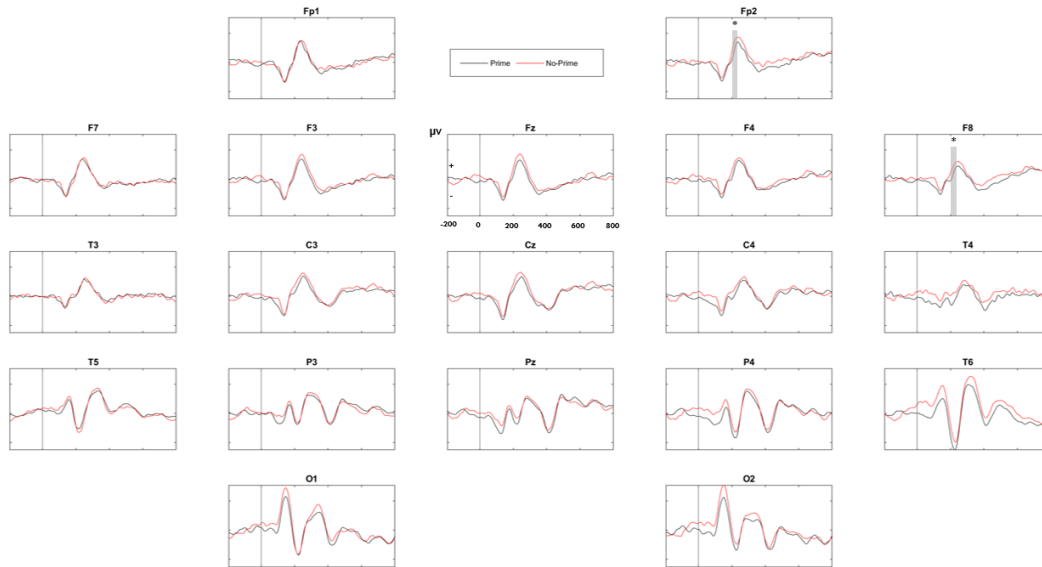 Fp1
Fp2
*
Prime No-Prime
F7
F3
μv
Fz
F4
F8
*
+
-
-200 0 200 400 600 800
T3
C3
Cz
C4
T4
T5
P3
Pz
P4
T6
O1
O2